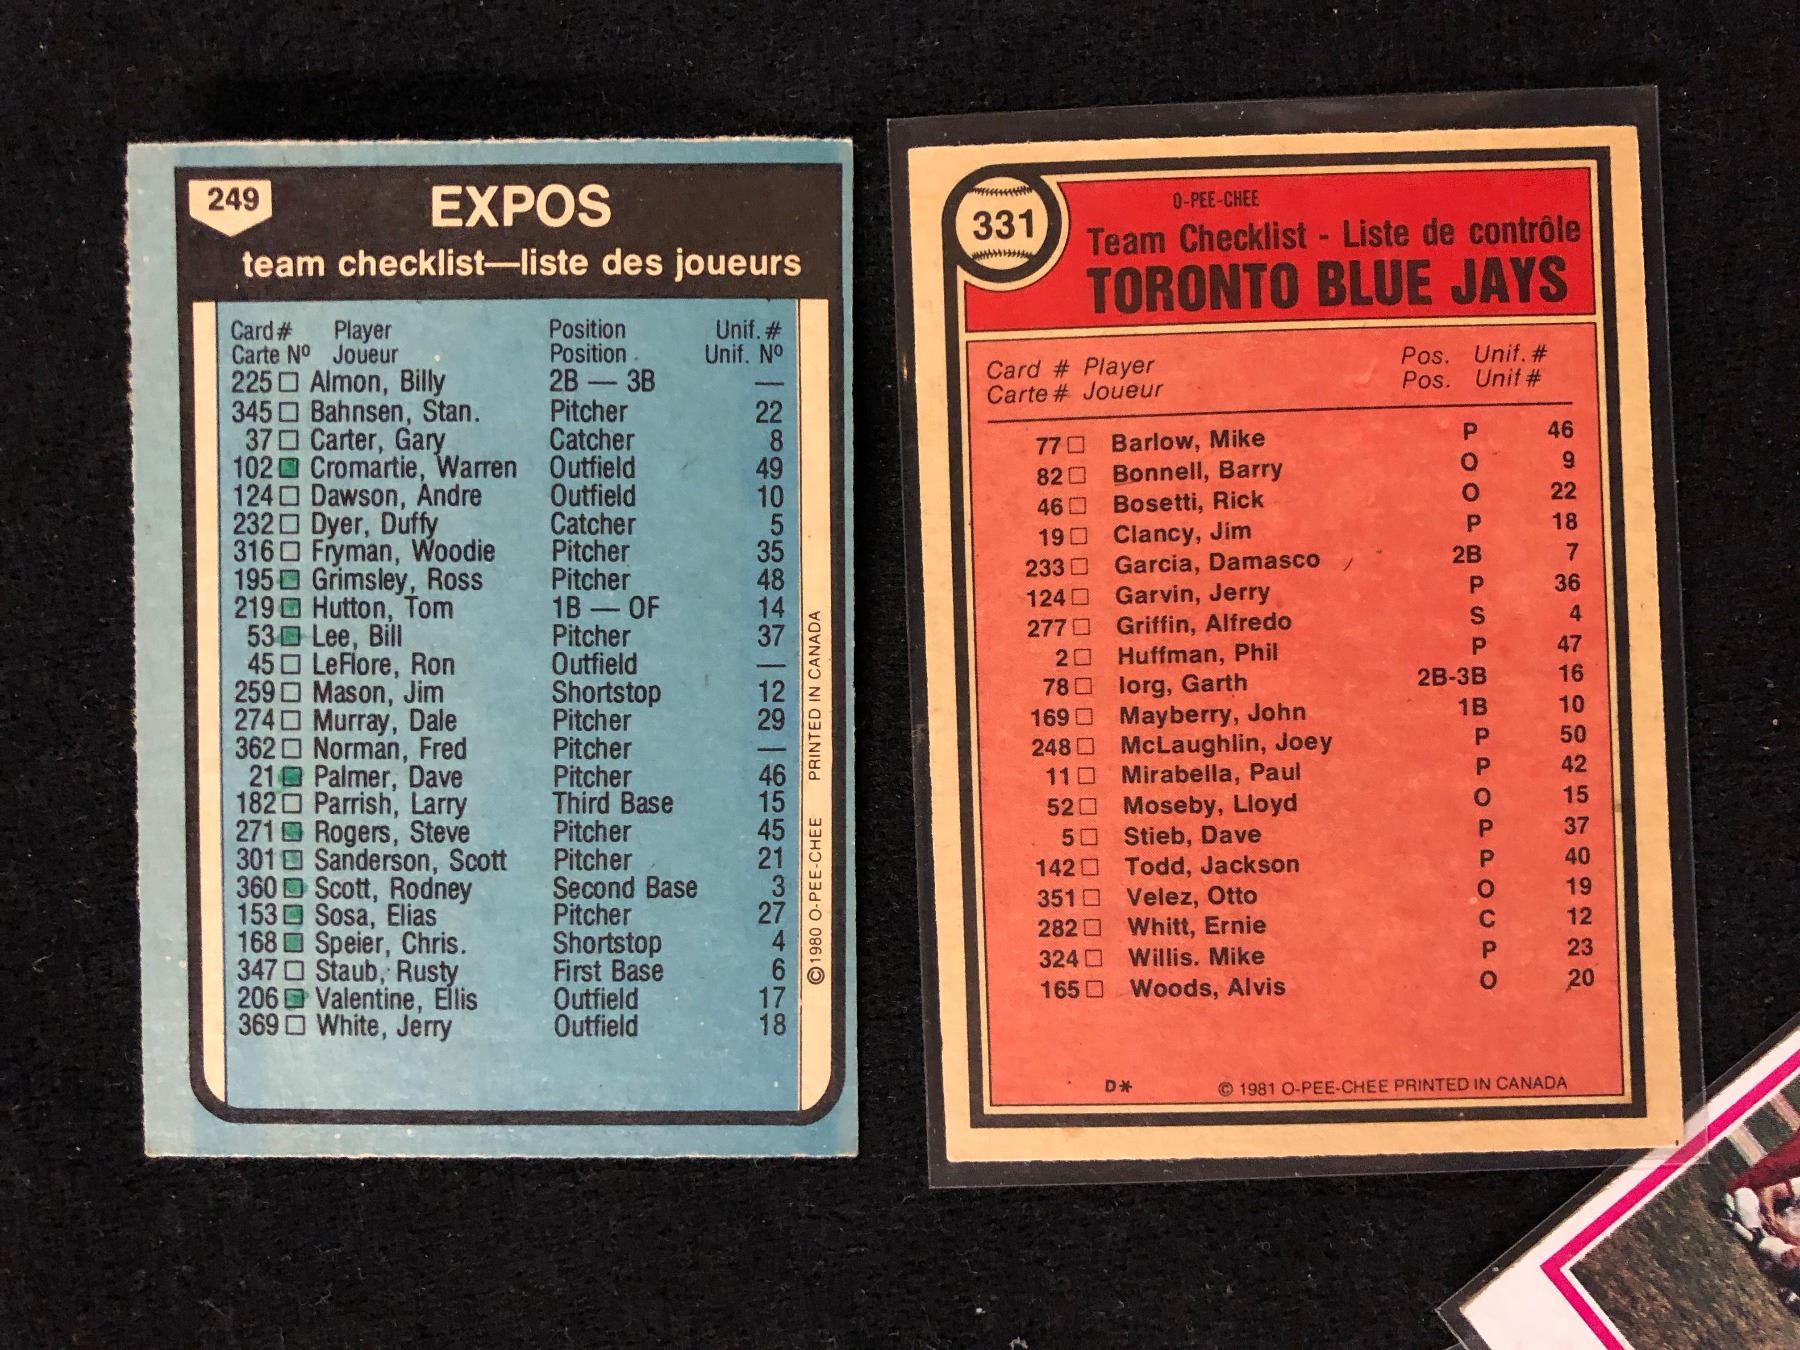 249
EXPOS
team checklist—liste des joueurs
Card# Player Position Unif. #
Carte Nº Joueur Position Unif. Nº
225 □ Almon, Billy 2B — 3B —
345 □ Bahnsen, Stan. Pitcher 22
37 □ Carter, Gary Catcher 8
102 ■ Cromartie, Warren Outfield 49
124 □ Dawson, Andre Outfield 10
232 □ Dyer, Duffy Catcher 5
316 □ Fryman, Woodie Pitcher 35
195 ■ Grimsley, Ross Pitcher 48
219 ■ Hutton, Tom 1B — OF 14
53 ■ Lee, Bill Pitcher 37
45 □ LeFlore, Ron Outfield —
259 □ Mason, Jim Shortstop 12
274 □ Murray, Dale Pitcher 29
362 □ Norman, Fred Pitcher —
21 ■ Palmer, Dave Pitcher 46
182 □ Parrish, Larry Third Base 15
271 ■ Rogers, Steve Pitcher 45
301 ■ Sanderson, Scott Pitcher 21
360 ■ Scott, Rodney Second Base 3
153 ■ Sosa, Elias Pitcher 27
168 ■ Speier, Chris. Shortstop 4
347 □ Staub, Rusty First Base 6
206 ■ Valentine, Ellis Outfield 17
369 □ White, Jerry Outfield 18
©1980 O-PEE-CHEE PRINTED IN CANADA
331
O-PEE-CHEE
Team Checklist - Liste de contrôle
TORONTO BLUE JAYS
Card # Player Pos. Unif. #
Carte # Joueur Pos. Unif #
77 □ Barlow, Mike P 46
82 □ Bonnell, Barry O 9
46 □ Bosetti, Rick O 22
19 □ Clancy, Jim P 18
233 □ Garcia, Damasco 2B 7
124 □ Garvin, Jerry P 36
277 □ Griffin, Alfredo S 4
2 □ Huffman, Phil P 47
78 □ Iorg, Garth 2B-3B 16
169 □ Mayberry, John 1B 10
248 □ McLaughlin, Joey P 50
11 □ Mirabella, Paul P 42
52 □ Moseby, Lloyd O 15
5 □ Stieb, Dave P 37
142 □ Todd, Jackson P 40
351 □ Velez, Otto O 19
282 □ Whitt, Ernie C 12
324 □ Willis. Mike P 23
165 □ Woods, Alvis O 20
D* © 1981 O-PEE-CHEE PRINTED IN CANADA